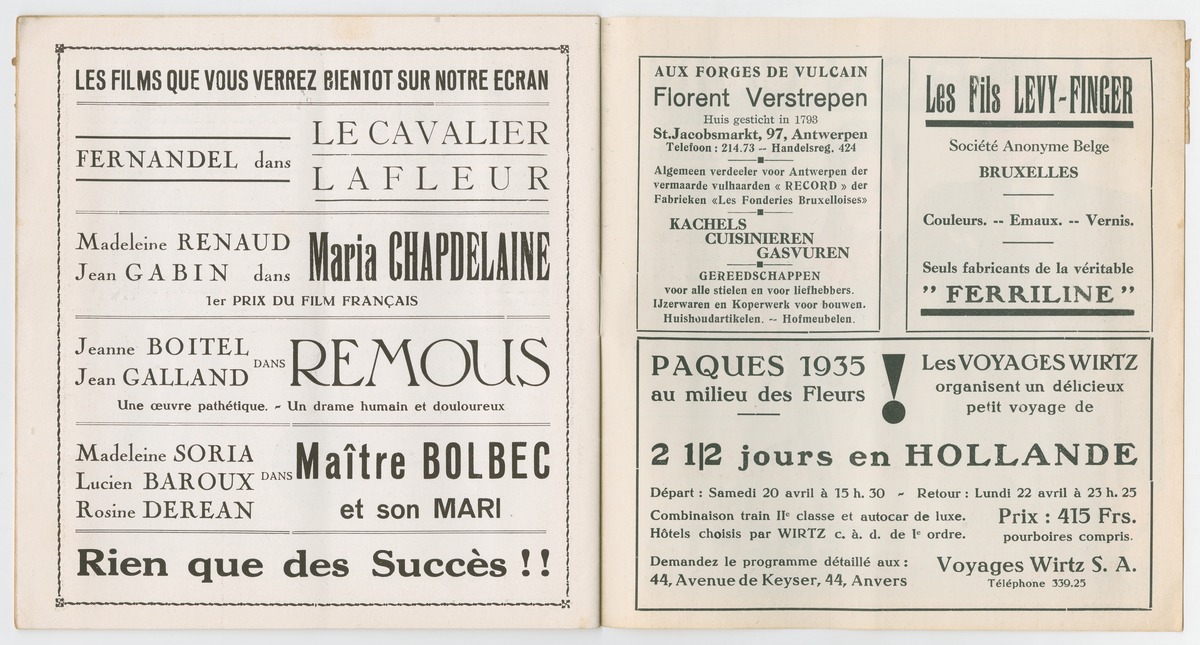 LES FILMS QUE VOUS VERREZ BIENTOT SUR NOTRE ECRAN
FERNANDEL dans
LE CAVALIER
LAFLEUR
Madeleine RENAUD
Jean GABIN dans
Maria CHAPDELAINE
1er PRIX DU FILM FRANÇAIS
Jeanne BOITEL
Jean GALLAND
DANS
REMOUS
Une œuvre pathétique. - Un drame humain et douloureux
Madeleine SORIA
Lucien BAROUX
Rosine DEREAN
DANS
Maître BOLBEC
et son MARI
Rien que des Succès !!
AUX FORGES DE VULCAIN
Florent Verstrepen
Huis gesticht in 1793
St.Jacobsmarkt, 97, Antwerpen
Telefoon : 214.73 -- Handelsreg. 424
Algemeen verdeeler voor Antwerpen der
vermaarde vulhaarden « RECORD » der
Fabrieken «Les Fonderies Bruxelloises»
KACHELS
CUISINIEREN
GASVUREN
GEREEDSCHAPPEN
voor alle stielen en voor liefhebbers.
IJzerwaren en Koperwerk voor bouwen.
Huishoudartikelen. -- Hofmeubelen.
Les Fils LEVY-FINGER
Société Anonyme Belge
BRUXELLES
Couleurs. -- Emaux. -- Vernis.
Seuls fabricants de la véritable
" FERRILINE "
PAQUES 1935
au milieu des Fleurs
!
Les VOYAGES WIRTZ
organisent un délicieux
petit voyage de
2 1|2 jours en HOLLANDE
Départ : Samedi 20 avril à 15 h. 30 - Retour : Lundi 22 avril à 23 h. 25
Combinaison train IIe classe et autocar de luxe.
Hôtels choisis par WIRTZ c. à. d. de Ie ordre.
Prix : 415 Frs.
pourboires compris.
Demandez le programme détaillé aux :
44, Avenue de Keyser, 44, Anvers
Voyages Wirtz S. A.
Téléphone 339.25